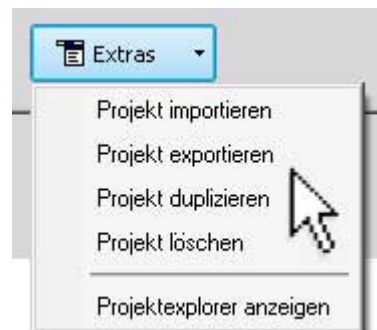 Extras
Projekt importieren
Projekt exportieren
Projekt duplizieren
Projekt löschen
Projektexplorer anzeigen